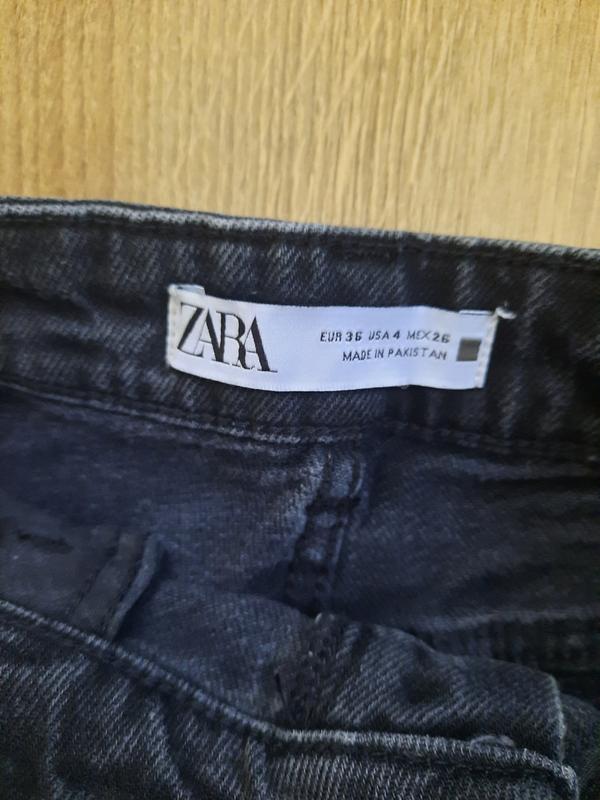 ZARA
EUR 36 USA 4 MEX 26
MADE IN PAKISTAN